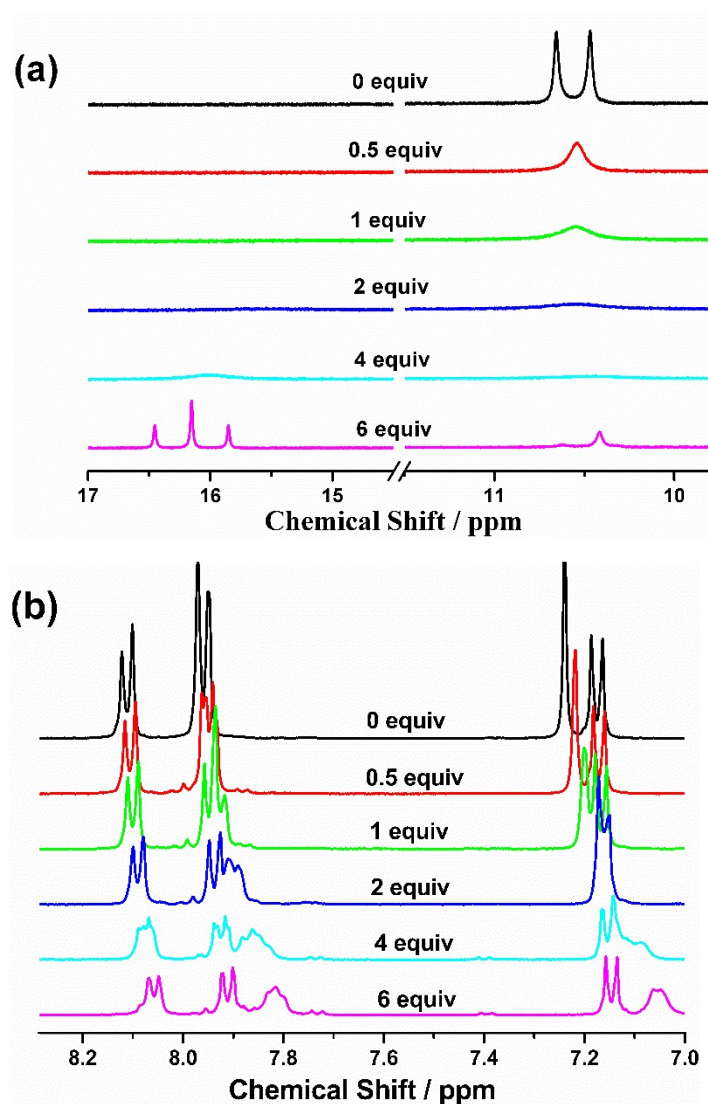 (a)
0 equiv
0.5 equiv
1 equiv
2 equiv
4 equiv
6 equiv
17 16 15 11 10
Chemical Shift / ppm
(b)
0 equiv
0.5 equiv
1 equiv
2 equiv
4 equiv
6 equiv
8.2 8.0 7.8 7.6 7.4 7.2 7.0
Chemical Shift / ppm